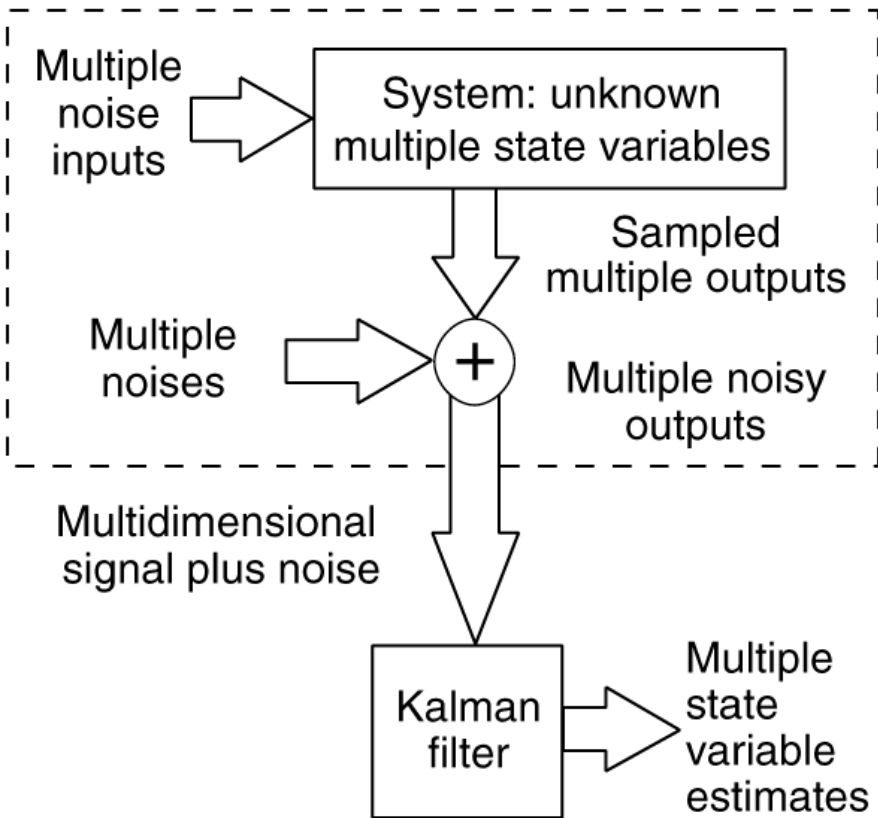 Multiple
noise
inputs
System: unknown
multiple state variables
Sampled
multiple outputs
Multiple
noises
+
Multiple noisy
outputs
Multidimensional
signal plus noise
Kalman
filter
Multiple
state
variable
estimates